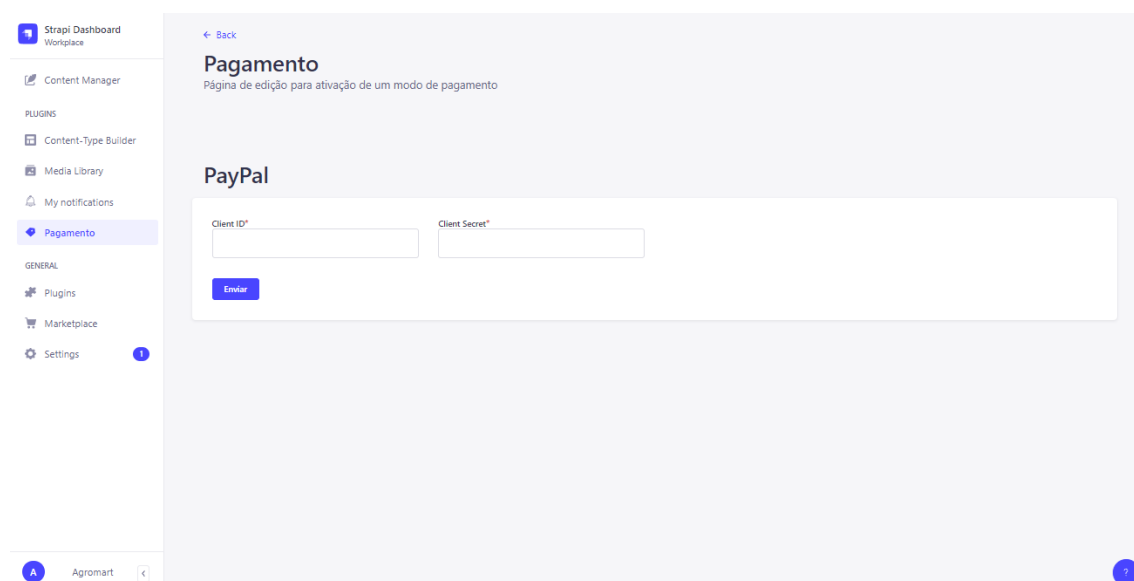 Strapi Dashboard
Workplace
Content Manager
PLUGINS
Content-Type Builder
Media Library
My notifications
Pagamento
GENERAL
Plugins
Marketplace
Settings
1
A
Agromart
← Back
Pagamento
Página de edição para ativação de um modo de pagamento
PayPal
Client ID*
Client Secret*
Enviar
?